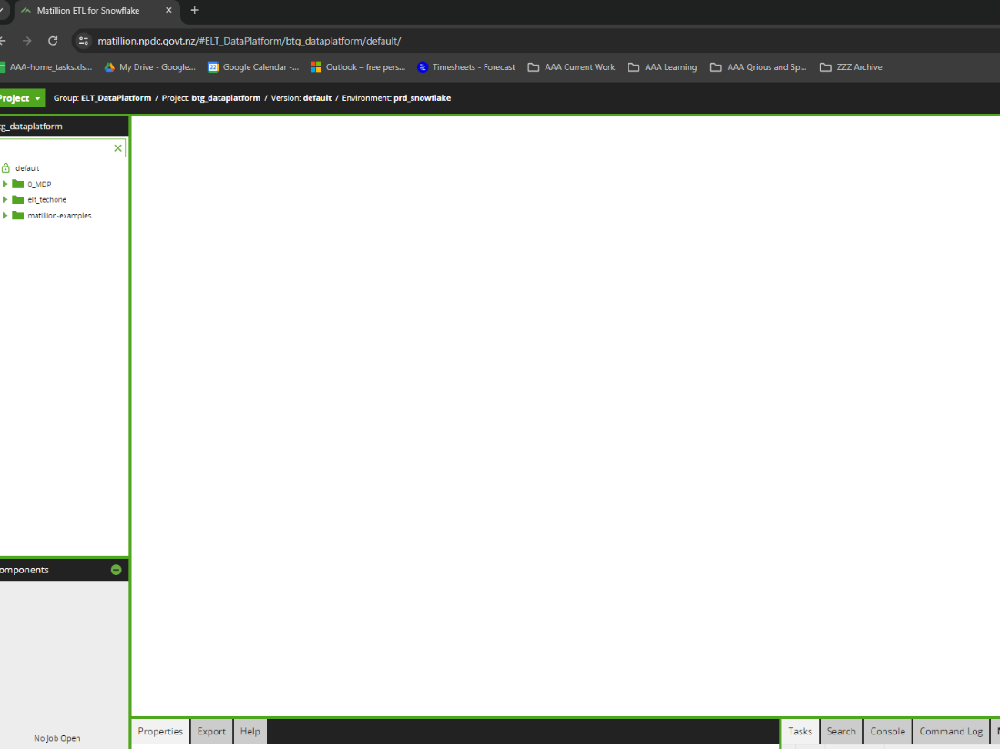 Matillion ETL for Snowflake
matillion.npdc.govt.nz/#ELT_DataPlatform/btg_dataplatform/default/
AAA-home_tasks.xls... My Drive - Google... Google Calendar -... Outlook – free pers... Timesheets - Forecast AAA Current Work AAA Learning AAA Qrious and Sp... ZZZ Archive
Project Group: ELT_DataPlatform / Project: btg_dataplatform / Version: default / Environment: prd_snowflake
tg_dataplatform
default
0_MDP
elt_techone
matillion-examples
omponents
No Job Open
Properties Export Help Tasks Search Console Command Log